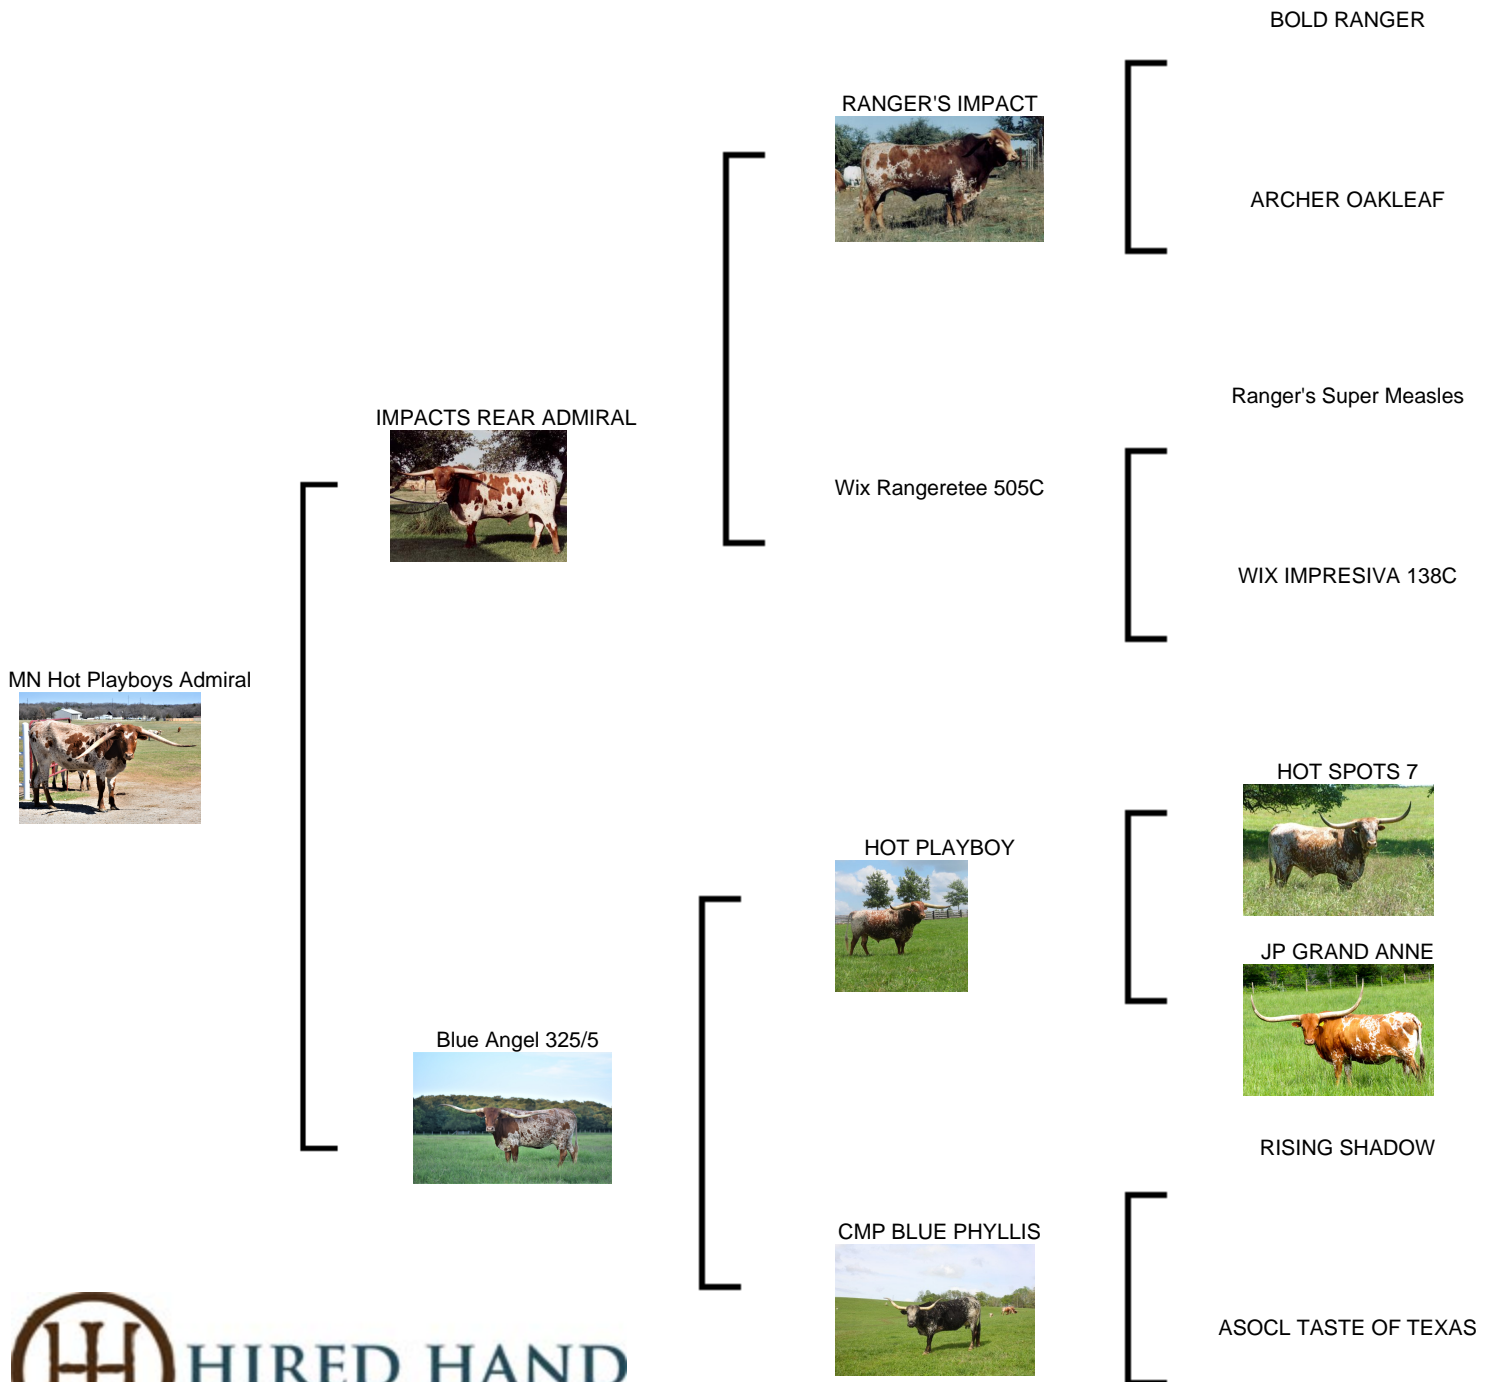 BOLD RANGER
RANGER'S IMPACT
ARCHER OAKLEAF
Ranger's Super Measles
IMPACTS REAR ADMIRAL
Wix Rangeretee 505C
WIX IMPRESIVA 138C
MN Hot Playboys Admiral
HOT SPOTS 7
HOT PLAYBOY
JP GRAND ANNE
Blue Angel 325/5
RISING SHADOW
CMP BLUE PHYLLIS
ASOCL TASTE OF TEXAS
HIRED HAND